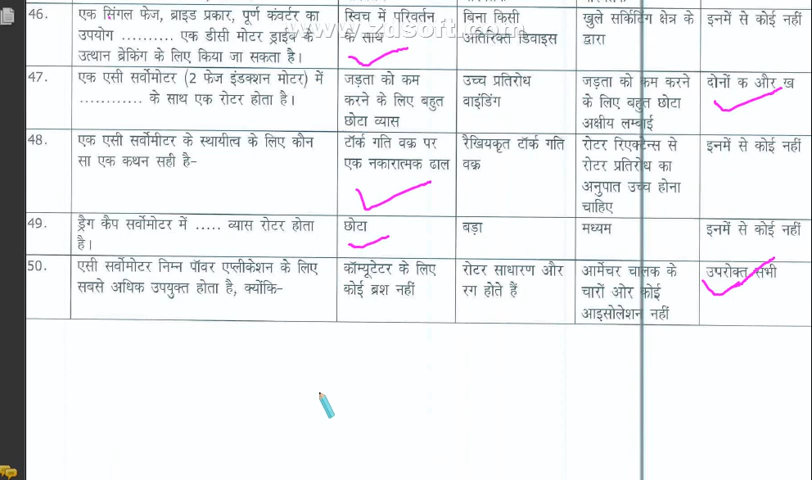 46.
एक सिंगल फेज, ब्राइड प्रकार, पूर्ण कंवर्टर का
उपयोग .......... एक डीसी मोटर ड्राईव के
उत्थान ब्रेकिंग के लिए किया जा सकता है।
स्विच में परिवर्तन
के साथ
बिना किसी
अतिरिक्त डिवाइस
खुले सर्किटिंग क्षेत्र के
द्वारा
इनमें से कोई नहीं
47.
एक एसी सर्वोमोटर (2 फेज इंडक्शन मोटर) में
............ के साथ एक रोटर होता है।
जड़ता को कम
करने के लिए बहुत
छोटा व्यास
उच्च प्रतिरोध
वाइंडिंग
जड़ता को कम करने
के लिए बहुत छोटा
अक्षीय लम्बाई
दोनों क और ख
48.
एक एसी सर्वोमीटर के स्थायीत्व के लिए कौन
सा एक कथन सही है-
टॉर्क गति वक्र पर
एक नकारात्मक ढाल
रैखियकृत टॉर्क गति
वक्र
रोटर रिएक्टेन्स से
रोटर प्रतिरोध का
अनुपात उच्च होना
चाहिए
इनमें से कोई नहीं
49.
ड्रैग कैप सर्वोमोटर में ..... व्यास रोटर होता
है।
छोटा
बड़ा
मध्यम
इनमें से कोई नहीं
50.
एसी सर्वोमोटर निम्न पॉवर एप्लीकेशन के लिए
सबसे अधिक उपयुक्त होता है, क्योंकि-
कॉम्यूटेटर के लिए
कोई ब्रश नहीं
रोटर साधारण और
रग होते हैं
आर्मेचर चालक के
चारों ओर कोई
आइसोलेशन नहीं
उपरोक्त सभी